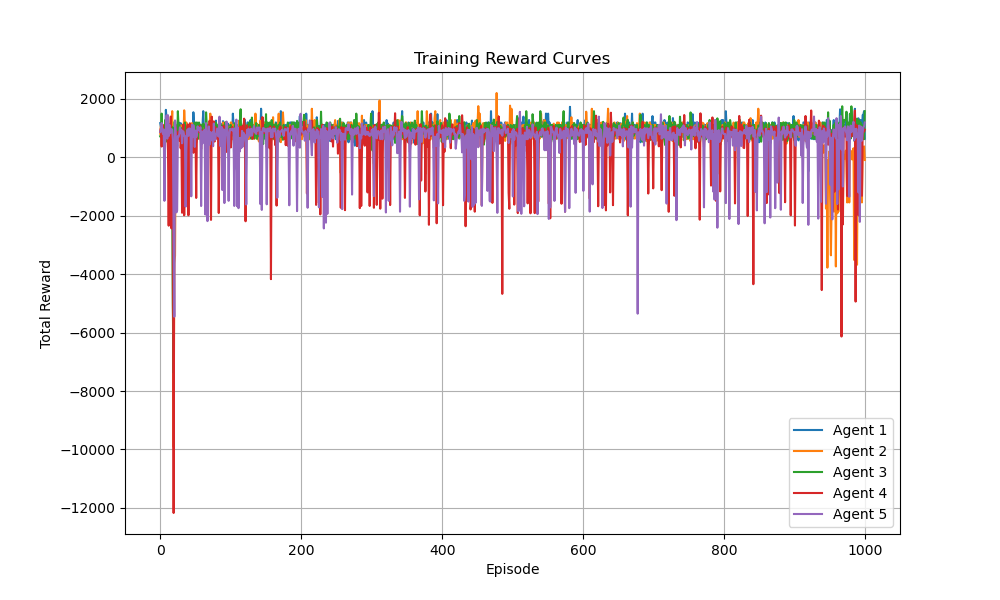 Training Reward Curves
2000
0
−2000
−4000
−6000
−8000
−10000
−12000
Total Reward
0 200 400 600 800 1000
Episode
Agent 1
Agent 2
Agent 3
Agent 4
Agent 5